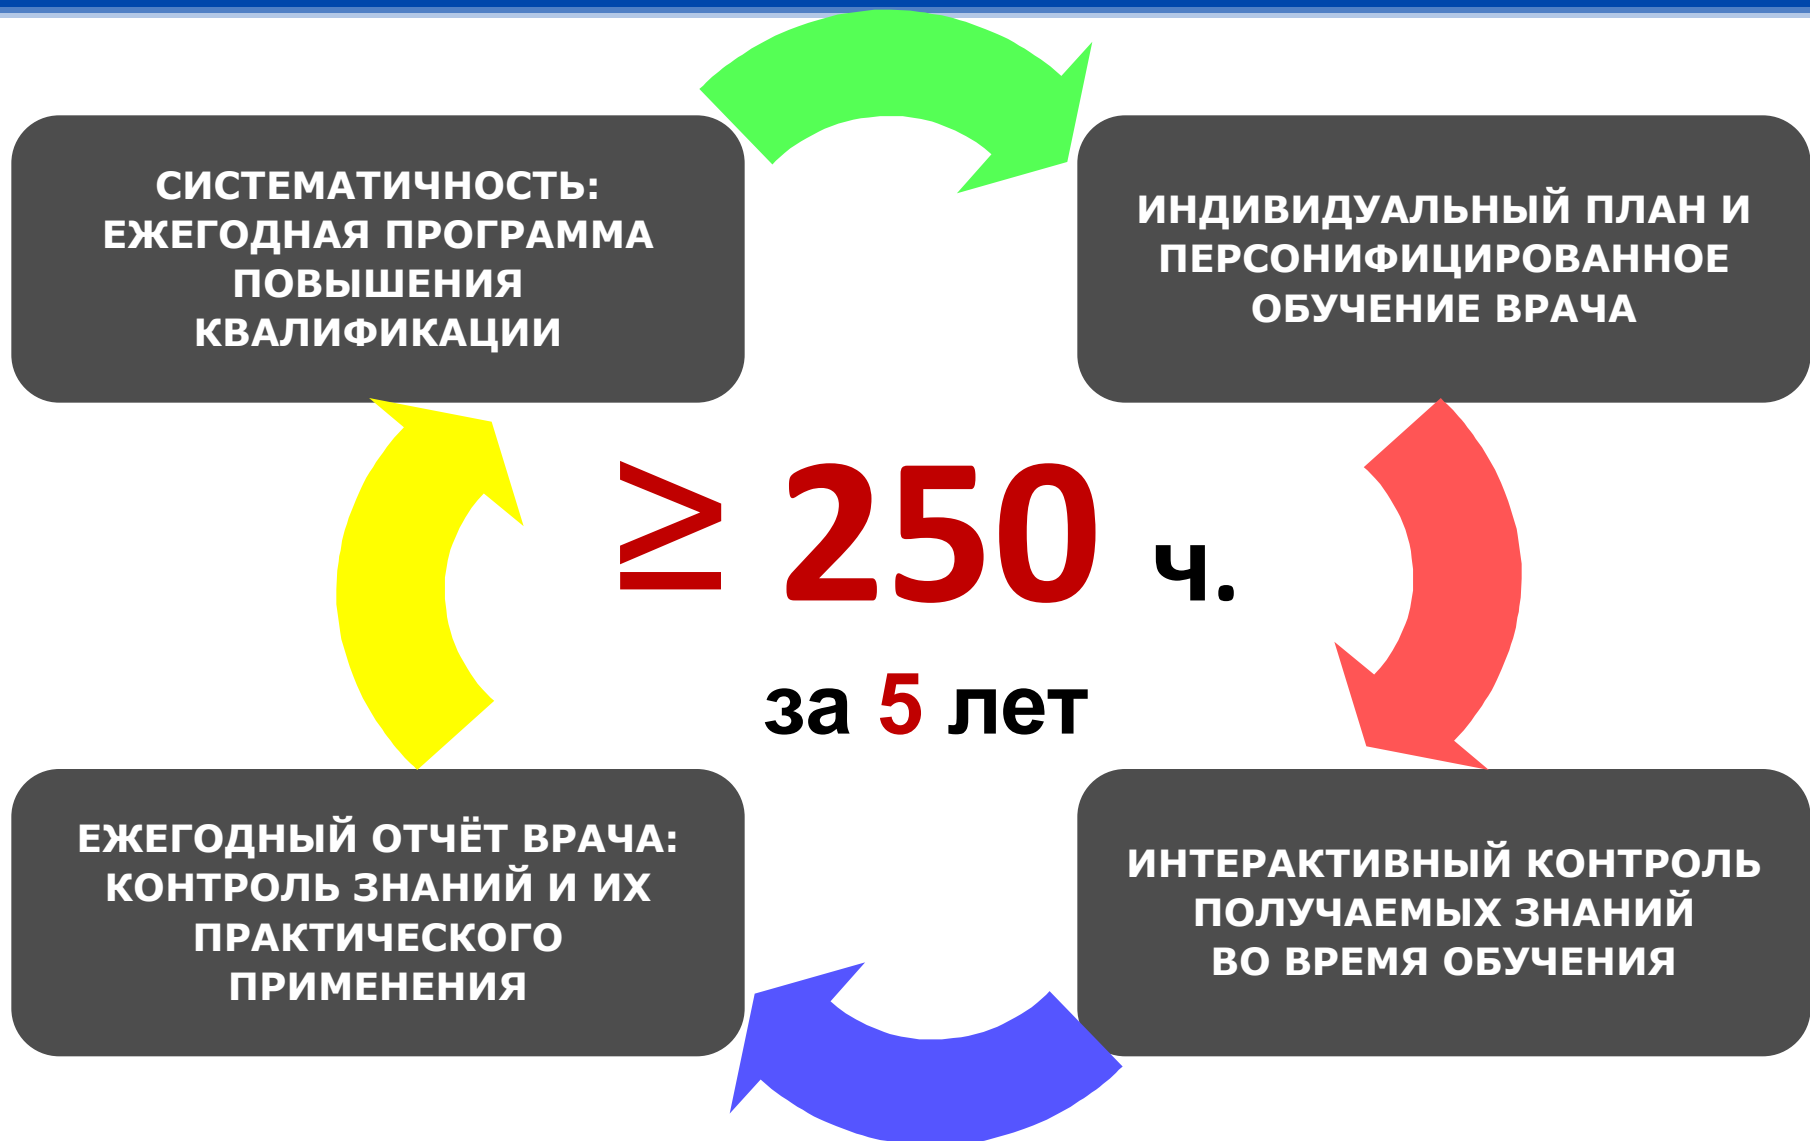 СИСТЕМАТИЧНОСТЬ:
ЕЖЕГОДНАЯ ПРОГРАММА
ПОВЫШЕНИЯ
КВАЛИФИКАЦИИ
ИНДИВИДУАЛЬНЫЙ ПЛАН И
ПЕРСОНИФИЦИРОВАННОЕ
ОБУЧЕНИЕ ВРАЧА
≥ 250 ч.
за 5 лет
ЕЖЕГОДНЫЙ ОТЧЁТ ВРАЧА:
КОНТРОЛЬ ЗНАНИЙ И ИХ
ПРАКТИЧЕСКОГО
ПРИМЕНЕНИЯ
ИНТЕРАКТИВНЫЙ КОНТРОЛЬ
ПОЛУЧАЕМЫХ ЗНАНИЙ
ВО ВРЕМЯ ОБУЧЕНИЯ